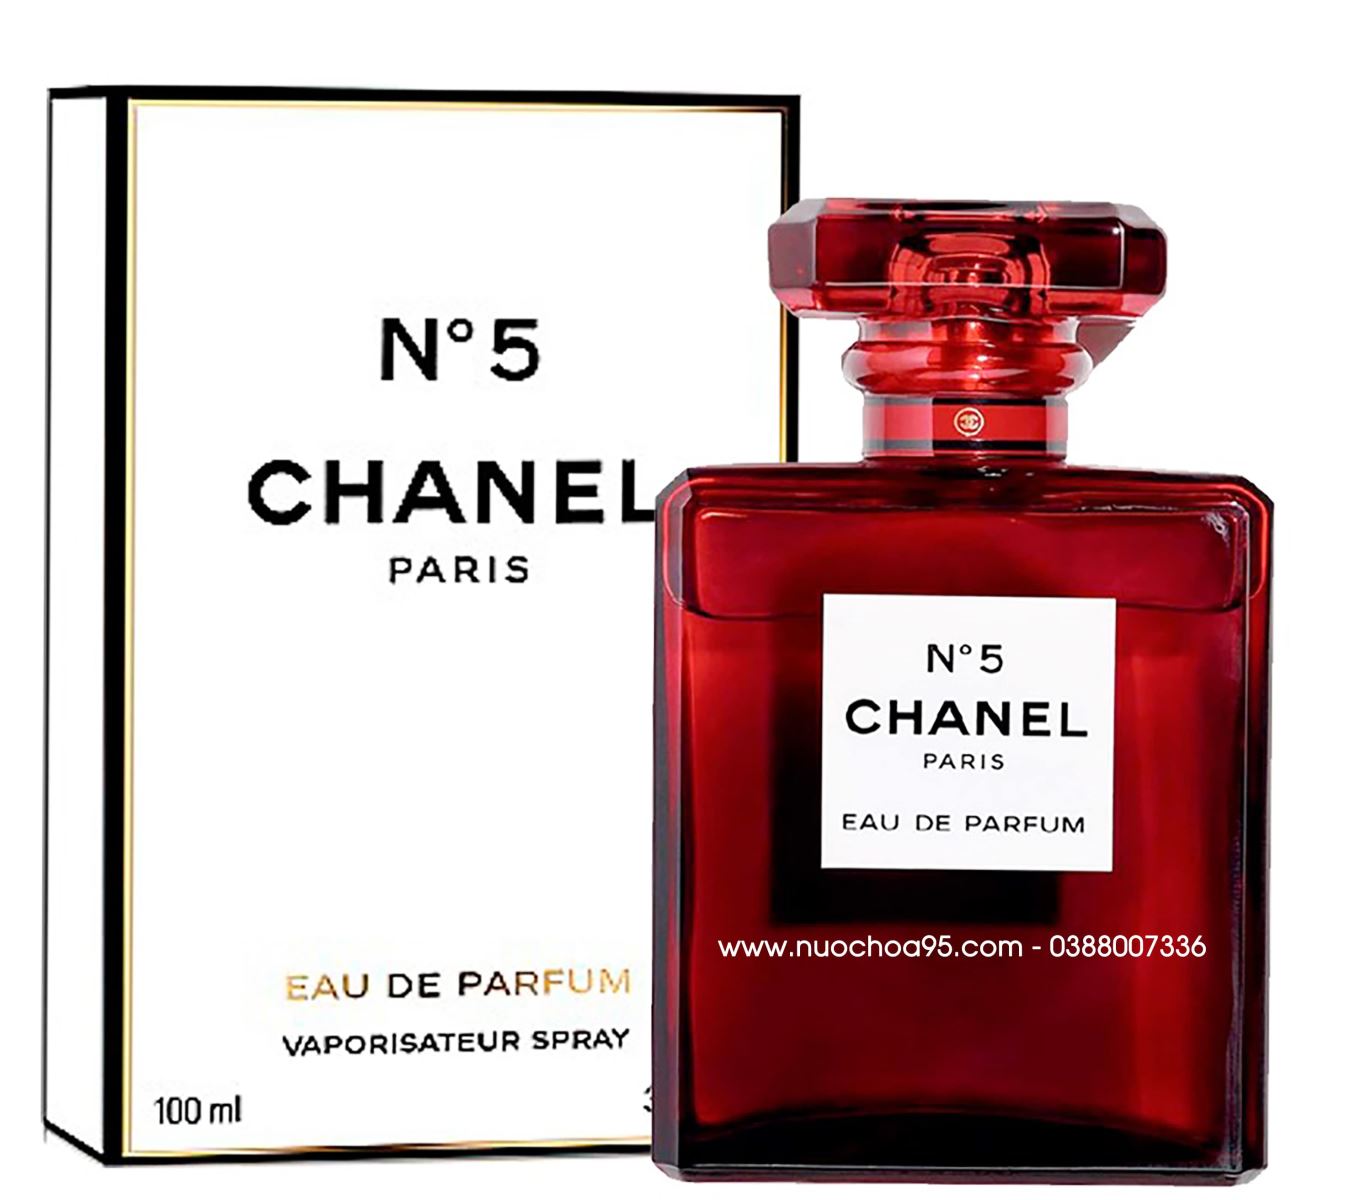 N° 5
CHANEL
PARIS
EAU DE PARFUM
VAPORISATEUR SPRAY
100 ml
N° 5
CHANEL
PARIS
EAU DE PARFUM
www.nuochoa95.com - 0388007336